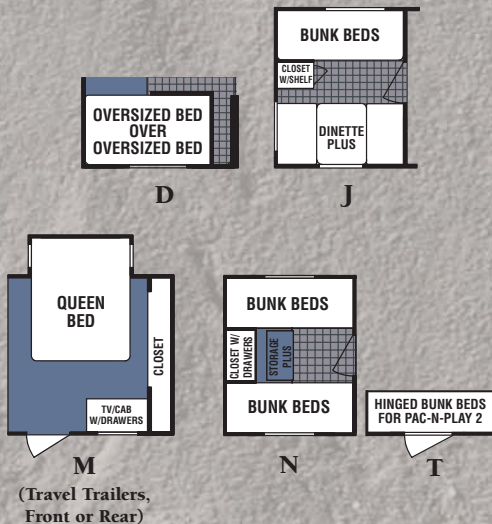 BUNK BEDS
CLOSET
W/SHELF
DINETTE
PLUS
OVERSIZED BED
OVER
OVERSIZED BED
D
J
QUEEN
BED
CLOSET
TV/CAB
W/DRAWERS
M
(Travel Trailers,
Front or Rear)
BUNK BEDS
CLOSET W/
DRAWERS
STORAGE
PLUS
BUNK BEDS
N
HINGED BUNK BEDS
FOR PAC-N-PLAY 2
T